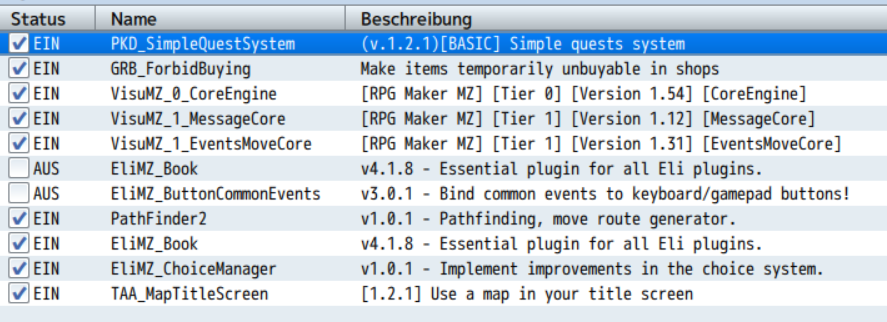 Status Name Beschreibung
EIN PKD_SimpleQuestSystem (v.1.2.1)[BASIC] Simple quests system
EIN GRB_ForbidBuying Make items temporarily unbuyable in shops
EIN VisuMZ_0_CoreEngine [RPG Maker MZ] [Tier 0] [Version 1.54] [CoreEngine]
EIN VisuMZ_1_MessageCore [RPG Maker MZ] [Tier 1] [Version 1.12] [MessageCore]
EIN VisuMZ_1_EventsMoveCore [RPG Maker MZ] [Tier 1] [Version 1.31] [EventsMoveCore]
AUS EliMZ_Book v4.1.8 - Essential plugin for all Eli plugins.
AUS EliMZ_ButtonCommonEvents v3.0.1 - Bind common events to keyboard/gamepad buttons!
EIN PathFinder2 v1.0.1 - Pathfinding, move route generator.
EIN EliMZ_Book v4.1.8 - Essential plugin for all Eli plugins.
EIN EliMZ_ChoiceManager v1.0.1 - Implement improvements in the choice system.
EIN TAA_MapTitleScreen [1.2.1] Use a map in your title screen